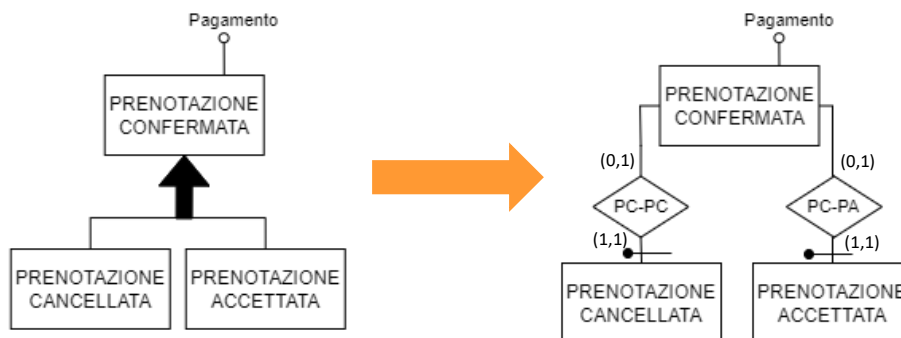 Pagamento
PRENOTAZIONE
CONFERMATA
PRENOTAZIONE
CANCELLATA
PRENOTAZIONE
ACCETTATA
Pagamento
PRENOTAZIONE
CONFERMATA
(0,1)
(0,1)
PC-PC
PC-PA
(1,1)
(1,1)
PRENOTAZIONE
CANCELLATA
PRENOTAZIONE
ACCETTATA